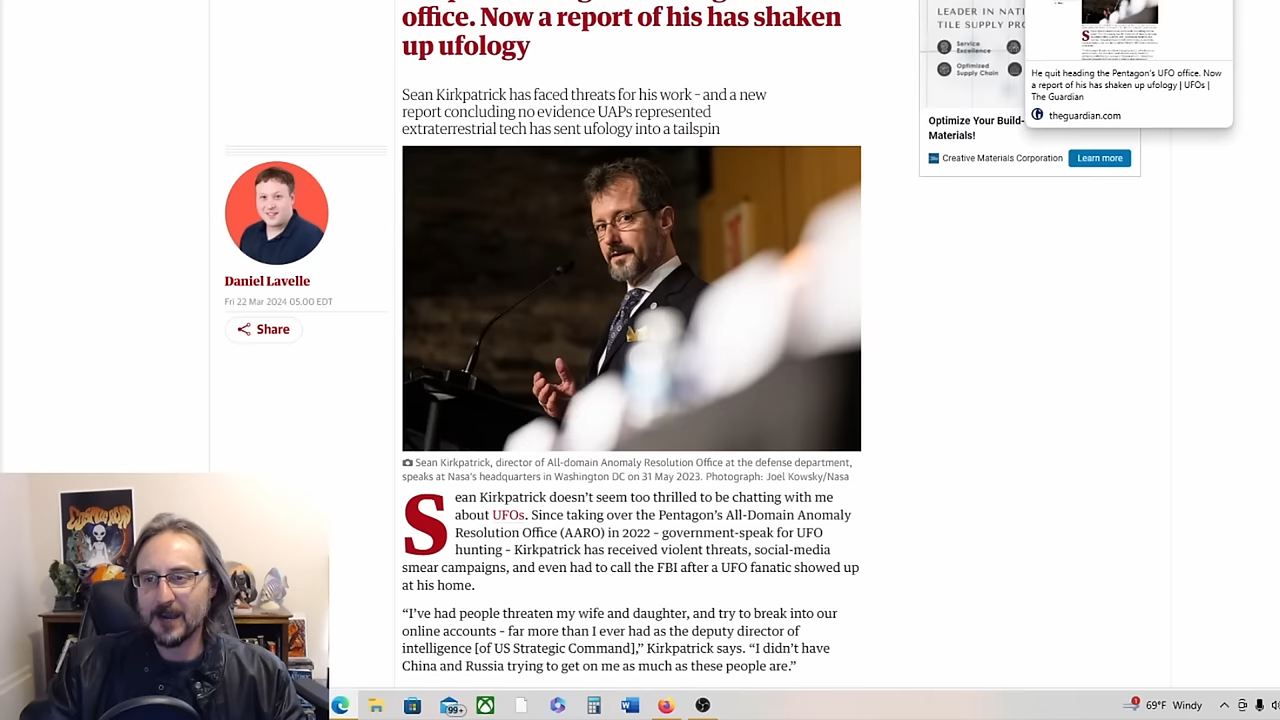 office. Now a report of his has shaken
up ufology
Sean Kirkpatrick has faced threats for his work – and a new
report concluding no evidence UAPs represented
extraterrestrial tech has sent ufology into a tailspin
Daniel Lavelle
Fri 22 Mar 2024 05.00 EDT
Share
Sean Kirkpatrick, director of All-domain Anomaly Resolution Office at the defense department,
speaks at Nasa's headquarters in Washington DC on 31 May 2023. Photograph: Joel Kowsky/Nasa
Sean Kirkpatrick doesn't seem too thrilled to be chatting with me
about UFOs. Since taking over the Pentagon's All-Domain Anomaly
Resolution Office (AARO) in 2022 – government-speak for UFO
hunting – Kirkpatrick has received violent threats, social-media
smear campaigns, and even had to call the FBI after a UFO fanatic showed up
at his home.
“I've had people threaten my wife and daughter, and try to break into our
online accounts – far more than I ever had as the deputy director of
intelligence [of US Strategic Command],” Kirkpatrick says. “I didn't have
China and Russia trying to get on me as much as these people are.”
LEADER IN NATI
TILE SUPPLY PRO
Service
Excellence
Optimized
Supply Chain
Optimize Your Build-
Materials!
Creative Materials Corporation
Learn more
He quit heading the Pentagon's UFO office. Now
a report of his has shaken up ufology | UFOs |
The Guardian
theguardian.com
99+
69°F Windy